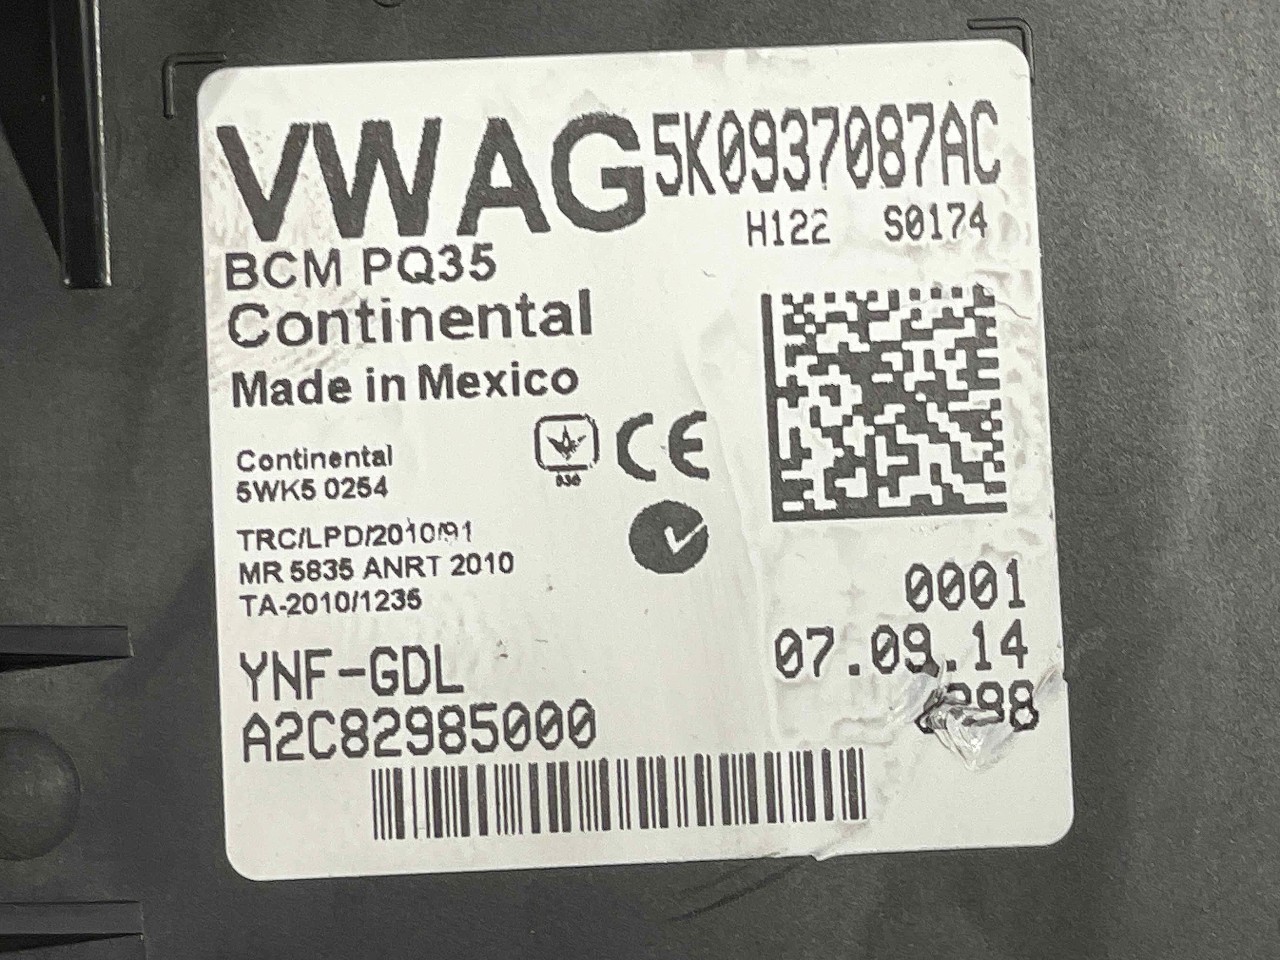 VWAG 5K0937087AC
H122 S0174
BCM PQ35
Continental
Made in Mexico
CE
Continental
5WK5 0254
TRC/LPD/2010/91
MR 5835 ANRT 2010
TA-2010/1235
0001
07.09.14
YNF-GDL
A2C82985000